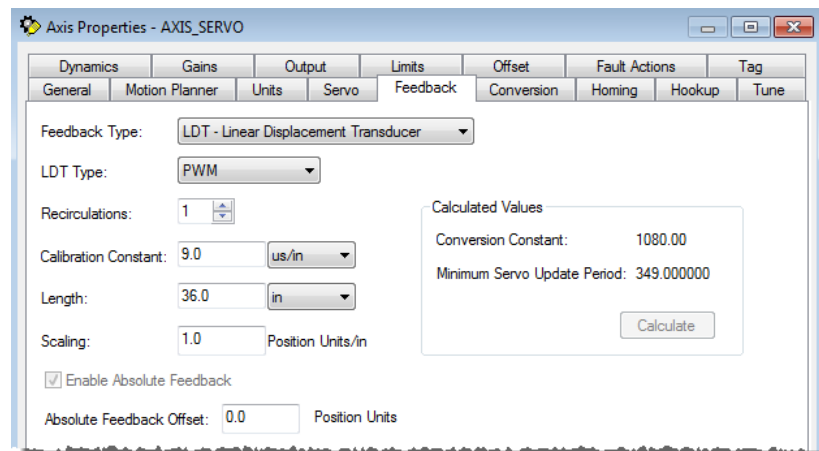 Axis Properties - AXIS_SERVO
Dynamics Gains Output Limits Offset Fault Actions Tag
General Motion Planner Units Servo Feedback Conversion Homing Hookup Tune
Feedback Type: LDT - Linear Displacement Transducer
LDT Type: PWM
Recirculations: 1
Calibration Constant: 9.0 us/in
Length: 36.0 in
Scaling: 1.0 Position Units/in
Enable Absolute Feedback
Absolute Feedback Offset: 0.0 Position Units
Calculated Values
Conversion Constant: 1080.00
Minimum Servo Update Period: 349.000000
Calculate